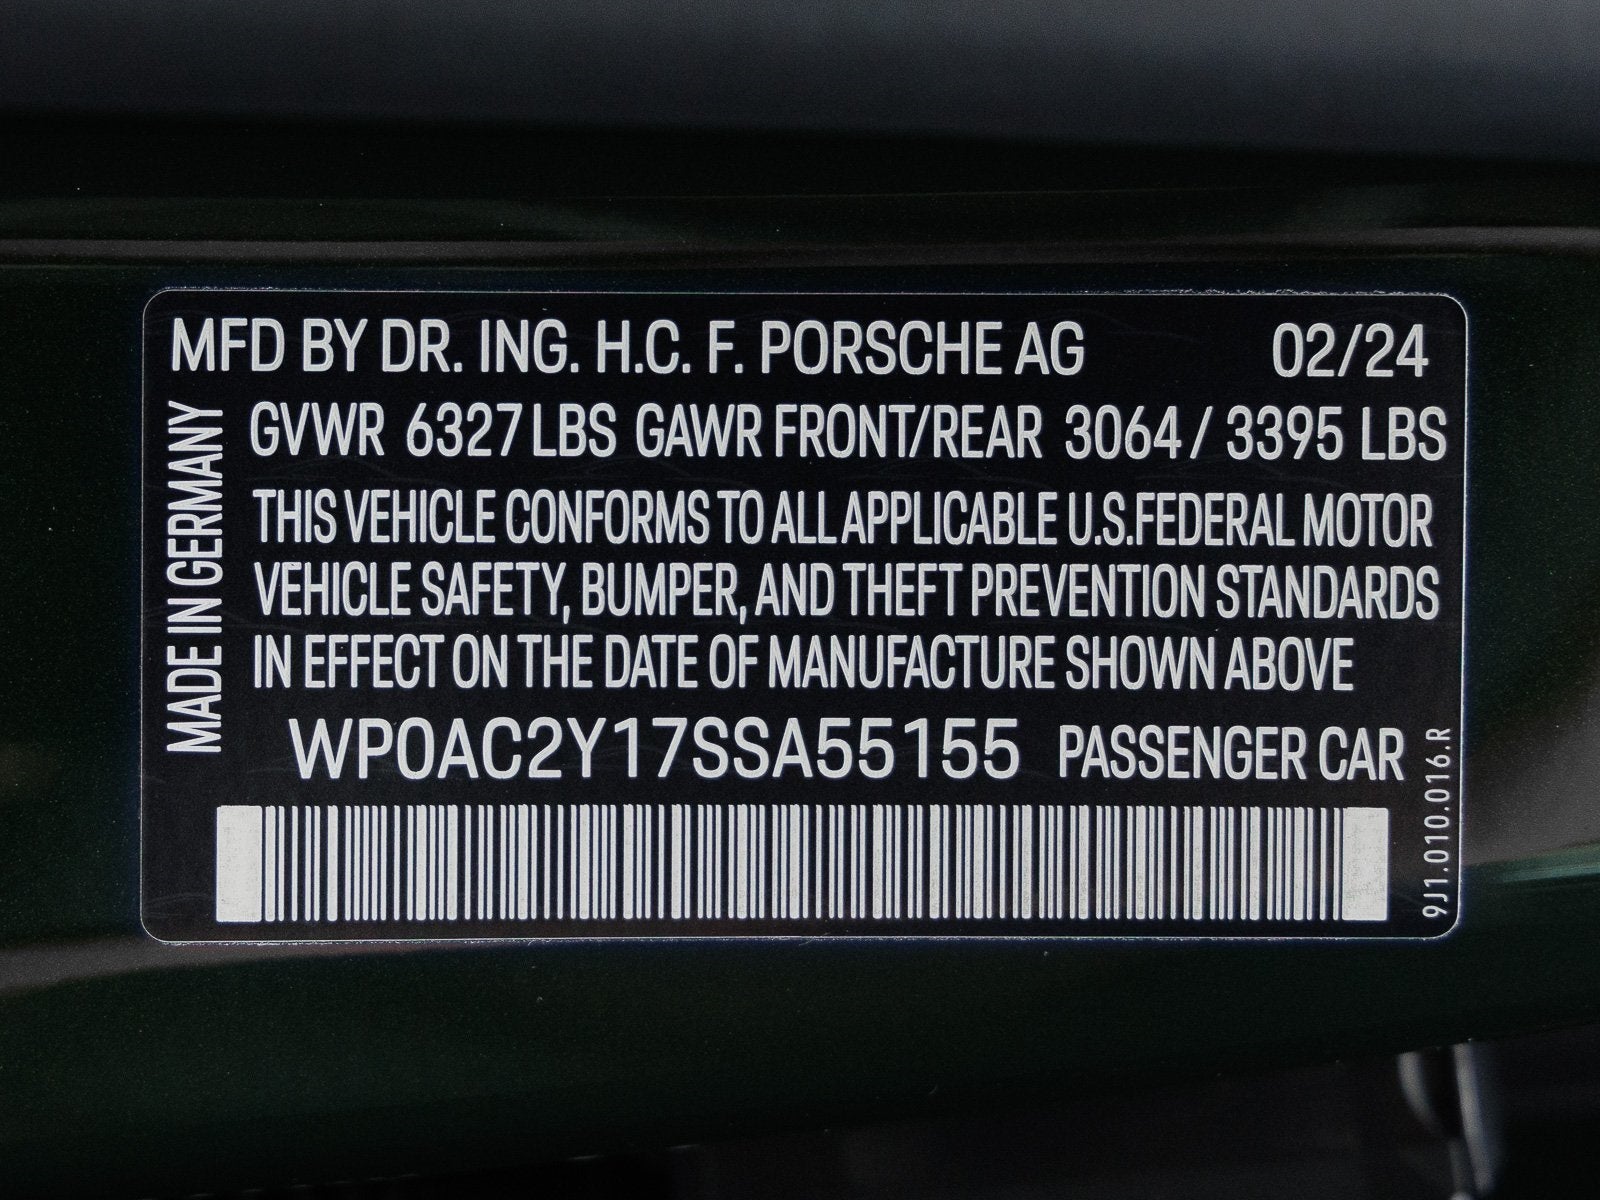 MFD BY DR. ING. H.C. F. PORSCHE AG 02/24
GVWR 6327 LBS GAWR FRONT/REAR 3064 / 3395 LBS
THIS VEHICLE CONFORMS TO ALL APPLICABLE U.S.FEDERAL MOTOR
VEHICLE SAFETY, BUMPER, AND THEFT PREVENTION STANDARDS
IN EFFECT ON THE DATE OF MANUFACTURE SHOWN ABOVE
WP0AC2Y17SSA55155 PASSENGER CAR
MADE IN GERMANY
9J1.010.016.R